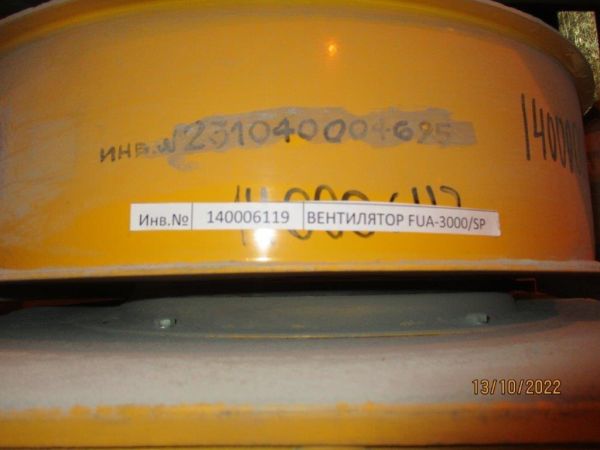 ИНВ.№ 231040004695
140006119
Инв.№ 140006119 ВЕНТИЛЯТОР FUA-3000/SP
13/10/2022